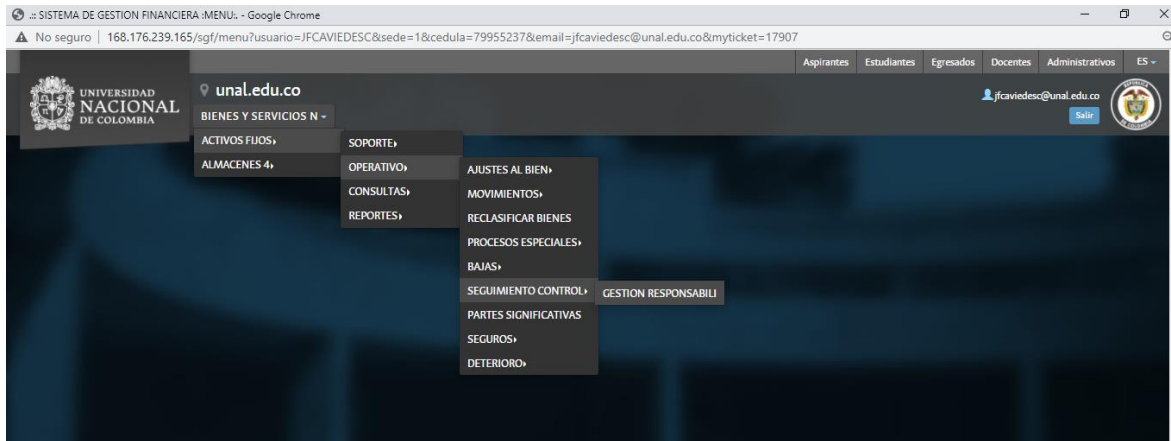 .:: SISTEMA DE GESTION FINANCIERA :MENU:. - Google Chrome
No seguro | 168.176.239.165/sgf/menu?usuario=JFCAVIEDESC&sede=1&cedula=79955237&email=jfcaviedesc@unal.edu.co&myticket=17907
Aspirantes Estudiantes Egresados Docentes Administrativos ES
UNIVERSIDAD
NACIONAL
DE COLOMBIA
unal.edu.co
jfcaviedesc@unal.edu.co
BIENES Y SERVICIOS N
Salir
ACTIVOS FIJOS
SOPORTE
ALMACENES 4
OPERATIVO
AJUSTES AL BIEN
CONSULTAS
MOVIMIENTOS
REPORTES
RECLASIFICAR BIENES
PROCESOS ESPECIALES
BAJAS
SEGUIMIENTO CONTROL
GESTION RESPONSABILI
PARTES SIGNIFICATIVAS
SEGUROS
DETERIORO